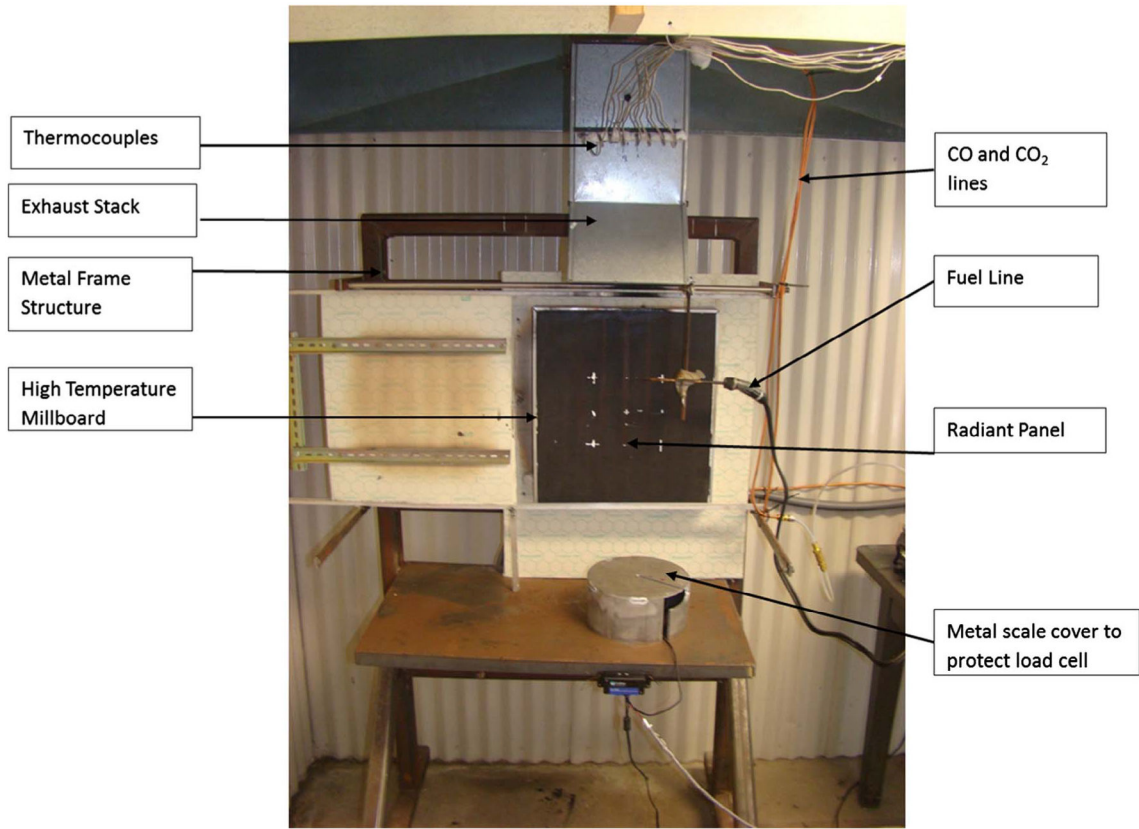 Thermocouples
Exhaust Stack
Metal Frame
Structure
High Temperature
Millboard
CO and CO₂
lines
Fuel Line
Radiant Panel
Metal scale cover to
protect load cell